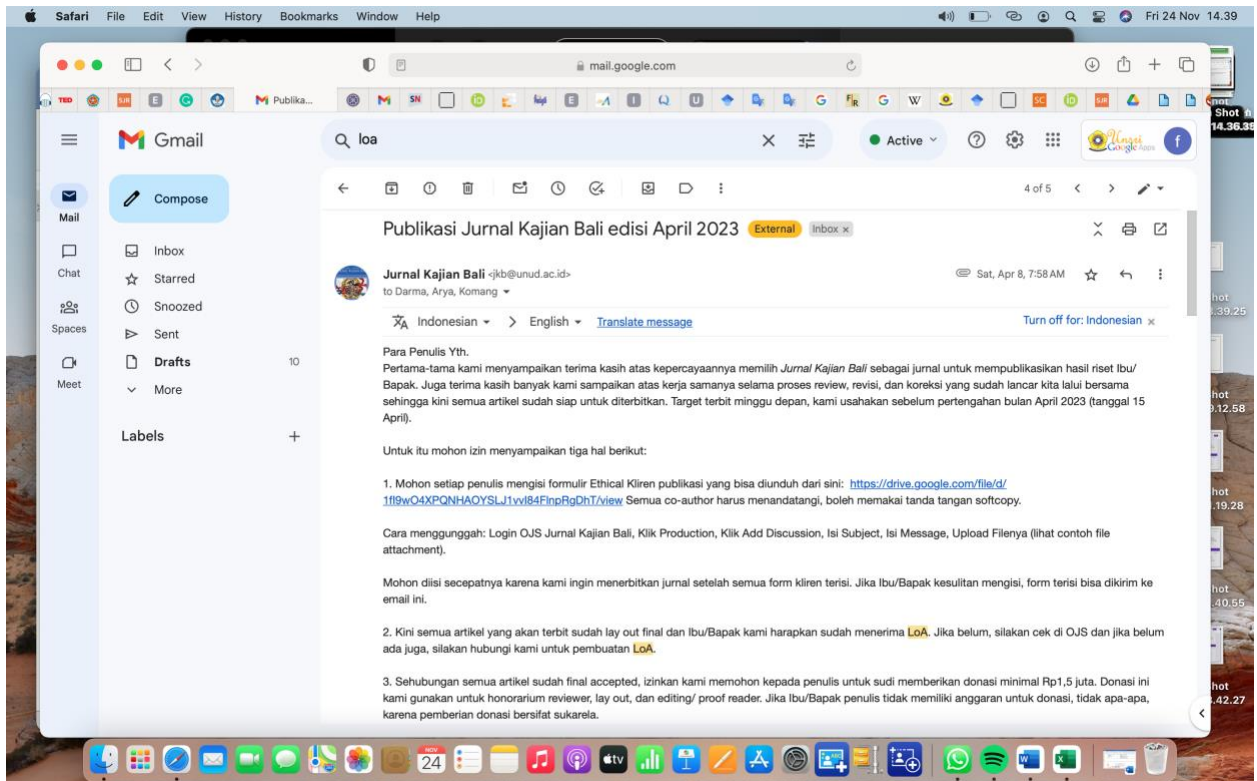 Safari File Edit View History Bookmarks Window Help Fri 24 Nov 14.39
mail.google.com
TED SJR Publika... SN
Gmail
loa
Active
Unsri Google Apps
f
Mail
Chat
Spaces
Meet
Compose
Inbox
Starred
Snoozed
Sent
Drafts 10
More
Labels +
4 of 5
Publikasi Jurnal Kajian Bali edisi April 2023 External Inbox x
Jurnal Kajian Bali <jkb@unud.ac.id> Sat, Apr 8, 7:58 AM
to Darma, Arya, Komang
Indonesian > English Translate message Turn off for: Indonesian x
Para Penulis Yth.
Pertama-tama kami menyampaikan terima kasih atas kepercayaannya memilih Jurnal Kajian Bali sebagai jurnal untuk mempublikasikan hasil riset Ibu/
Bapak. Juga terima kasih banyak kami sampaikan atas kerja samanya selama proses review, revisi, dan koreksi yang sudah lancar kita lalui bersama
sehingga kini semua artikel sudah siap untuk diterbitkan. Target terbit minggu depan, kami usahakan sebelum pertengahan bulan April 2023 (tanggal 15
April).
Untuk itu mohon izin menyampaikan tiga hal berikut:
1. Mohon setiap penulis mengisi formulir Ethical Kliren publikasi yang bisa diunduh dari sini: https://drive.google.com/file/d/
1fI9wO4XPQNHAOYSLJ1vvI84FlnpRgDhT/view Semua co-author harus menandatangi, boleh memakai tanda tangan softcopy.
Cara menggunggah: Login OJS Jurnal Kajian Bali, Klik Production, Klik Add Discussion, Isi Subject, Isi Message, Upload Filenya (lihat contoh file
attachment).
Mohon diisi secepatnya karena kami ingin menerbitkan jurnal setelah semua form kliren terisi. Jika Ibu/Bapak kesulitan mengisi, form terisi bisa dikirim ke
email ini.
2. Kini semua artikel yang akan terbit sudah lay out final dan Ibu/Bapak kami harapkan sudah menerima LoA. Jika belum, silakan cek di OJS dan jika belum
ada juga, silakan hubungi kami untuk pembuatan LoA.
3. Sehubungan semua artikel sudah final accepted, izinkan kami memohon kepada penulis untuk sudi memberikan donasi minimal Rp1,5 juta. Donasi ini
kami gunakan untuk honorarium reviewer, lay out, dan editing/ proof reader. Jika Ibu/Bapak penulis tidak memiliki anggaran untuk donasi, tidak apa-apa,
karena pemberian donasi bersifat sukarela.
NOV
24
tv